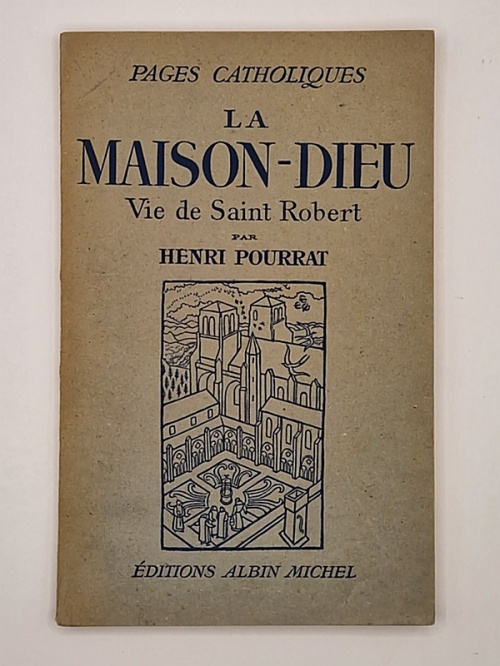 PAGES CATHOLIQUES
LA
MAISON-DIEU
Vie de Saint Robert
PAR
HENRI POURRAT
ÉDITIONS ALBIN MICHEL